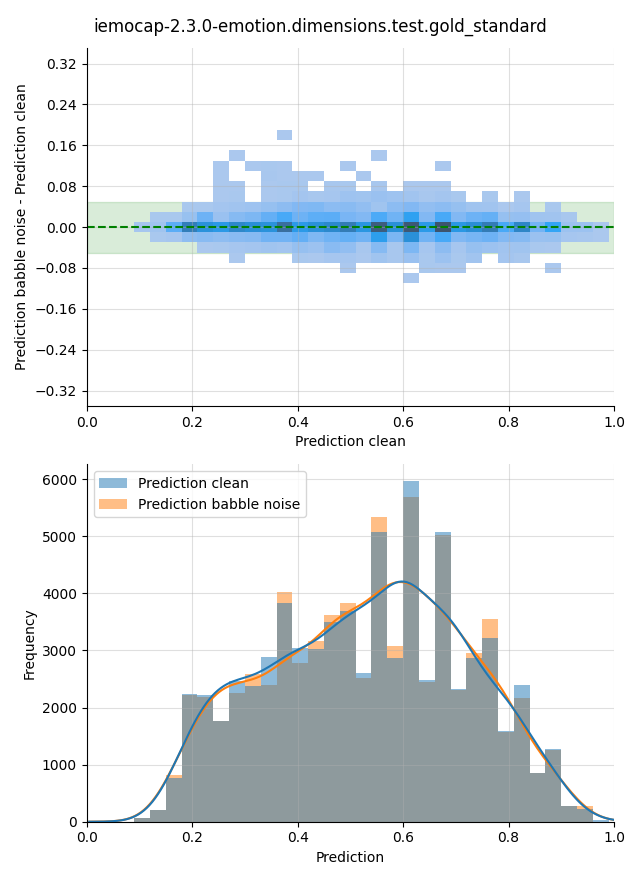 iemocap-2.3.0-emotion.dimensions.test.gold_standard
Prediction babble noise - Prediction clean
0.32
0.24
0.16
0.08
0.00
−0.08
−0.16
−0.24
−0.32
0.0 0.2 0.4 0.6 0.8 1.0
Prediction clean
Prediction clean
Prediction babble noise
Frequency
6000
5000
4000
3000
2000
1000
0
0.0 0.2 0.4 0.6 0.8 1.0
Prediction